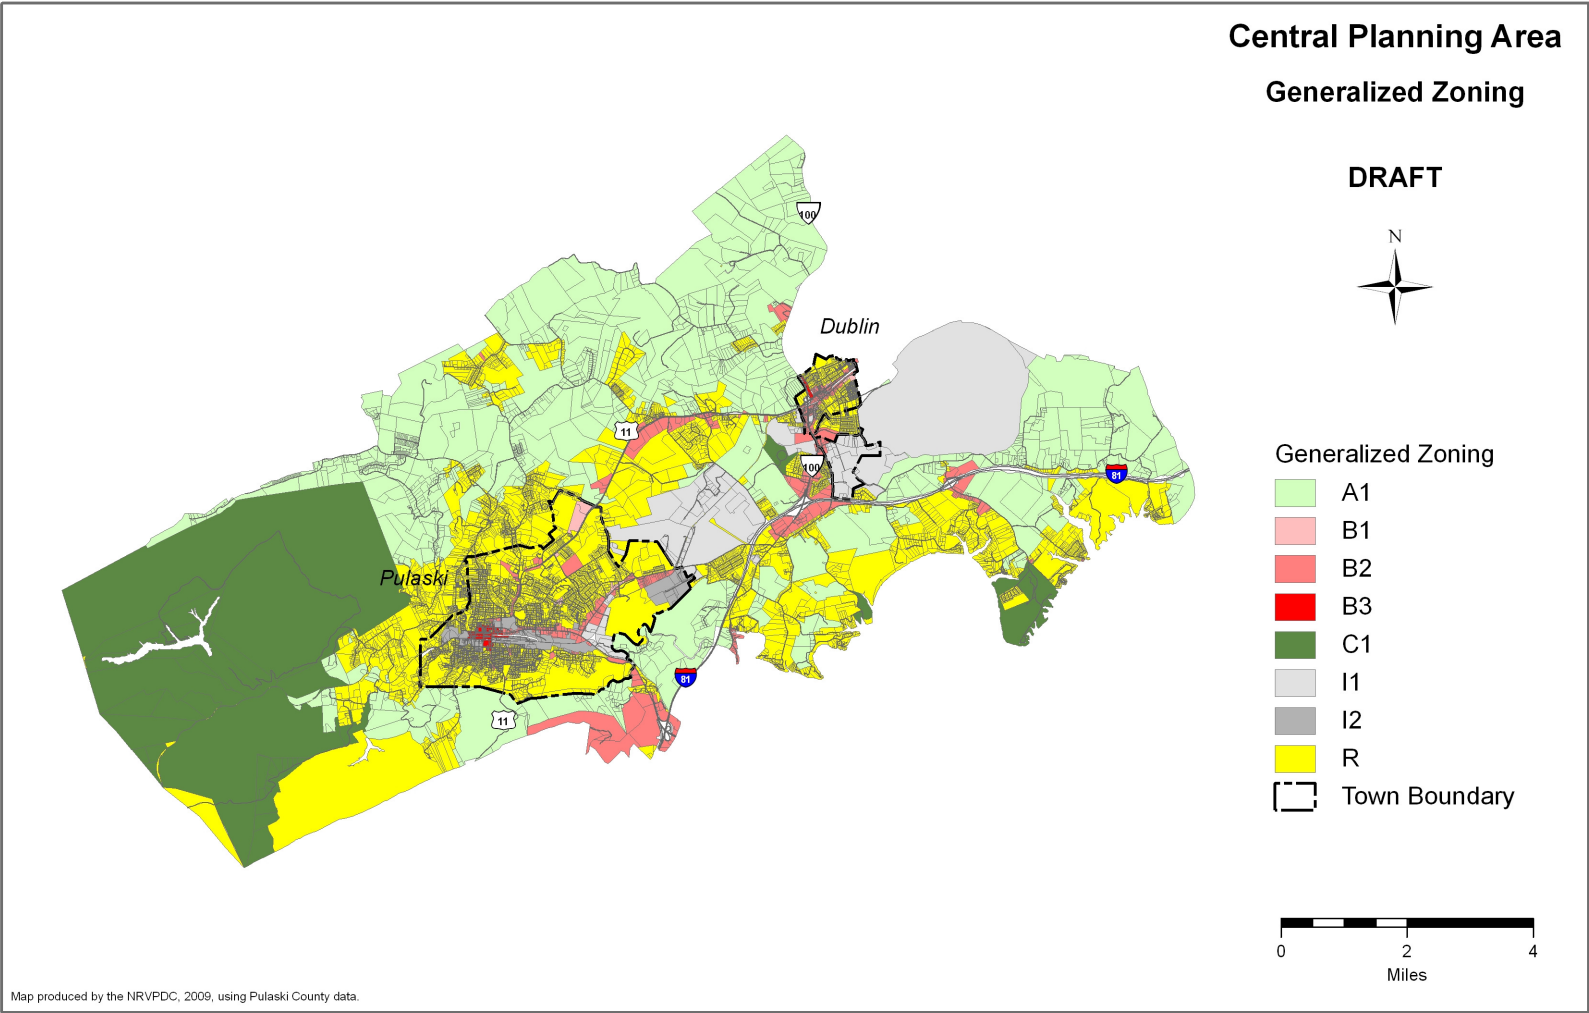 Central Planning Area
Generalized Zoning
DRAFT
N
100
Dublin
11
100
81
Pulaski
81
11
Generalized Zoning
A1
B1
B2
B3
C1
I1
I2
R
Town Boundary
0 2 4
Miles
Map produced by the NRVPDC, 2009, using Pulaski County data.